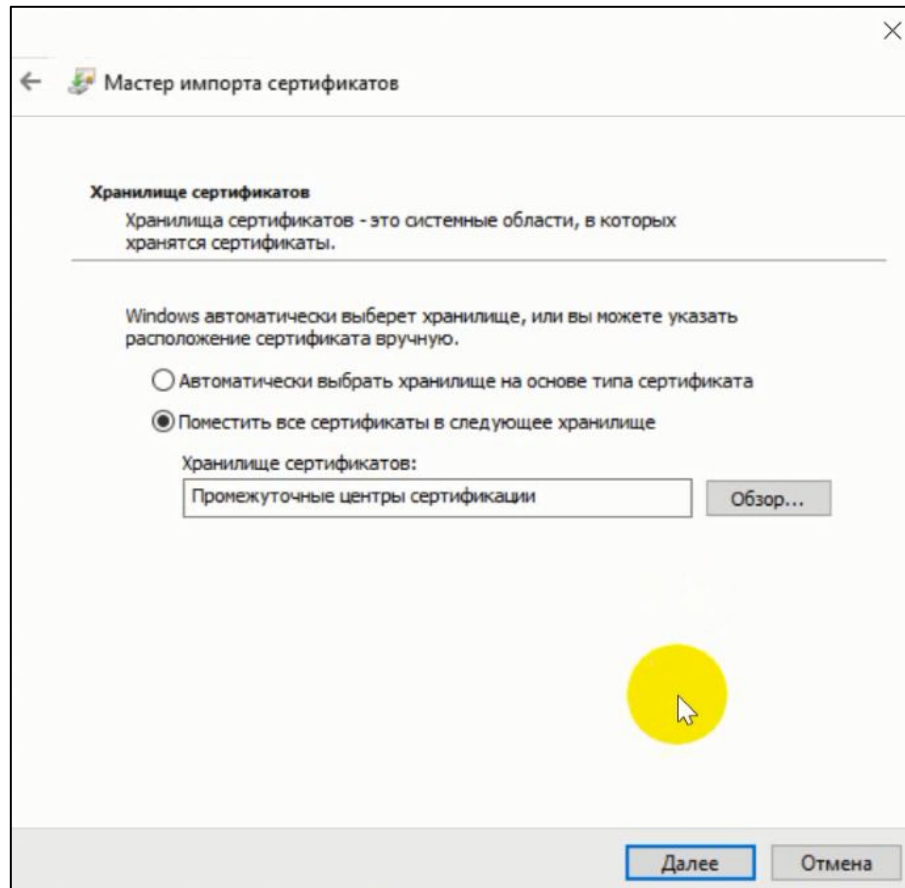 Мастер импорта сертификатов
Хранилище сертификатов
Хранилища сертификатов - это системные области, в которых
хранятся сертификаты.
Windows автоматически выберет хранилище, или вы можете указать
расположение сертификата вручную.
Автоматически выбрать хранилище на основе типа сертификата
Поместить все сертификаты в следующее хранилище
Хранилище сертификатов:
Промежуточные центры сертификации
Обзор...
Далее
Отмена